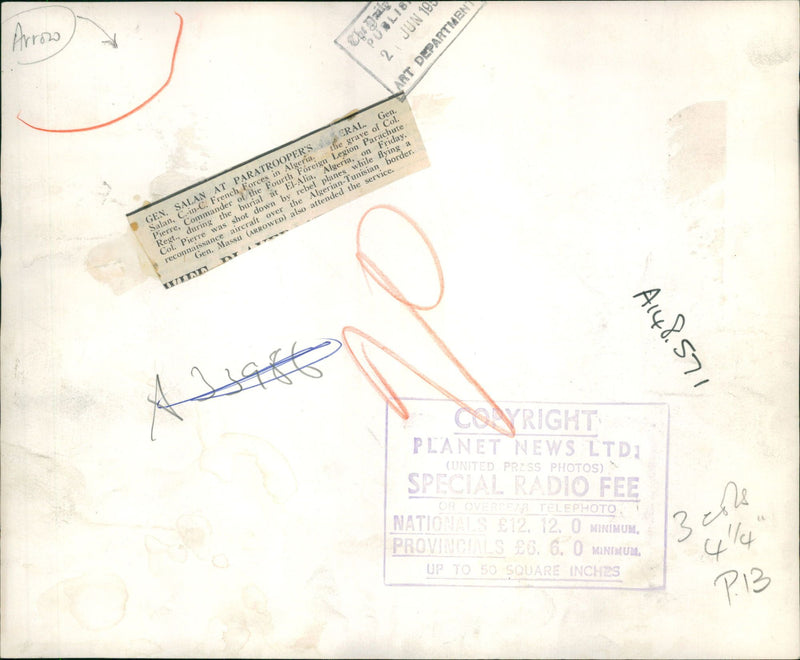 Arrow
The Daily
PUBLIS
2 JUN 195
ART DEPARTMENT
GEN. SALAN AT PARATROOPER'S ERAL. Gen.
Salan, C.-in-C. French Forces in Algeria, the grave of Col.
Pierre, Commander of the Fourth Foreign Legion Parachute
Regt., during the burial at El-Alia, Algeria, on Friday.
Col. Pierre was shot down by rebel planes while flying a
reconnaissance aircraft over the Algerian-Tunisian border.
Gen. Massu (ARROWED) also attended the service.
A148.571
A 33986
COPYRIGHT
PLANET NEWS LTD
(UNITED PRESS PHOTOS)
SPECIAL RADIO FEE
OR OVERSEAS TELEPHOTO
NATIONALS £12. 12. 0 MINIMUM.
PROVINCIALS £6. 6. 0 MINIMUM.
UP TO 50 SQUARE INCHES
3 cols
4 1/4"
P.13